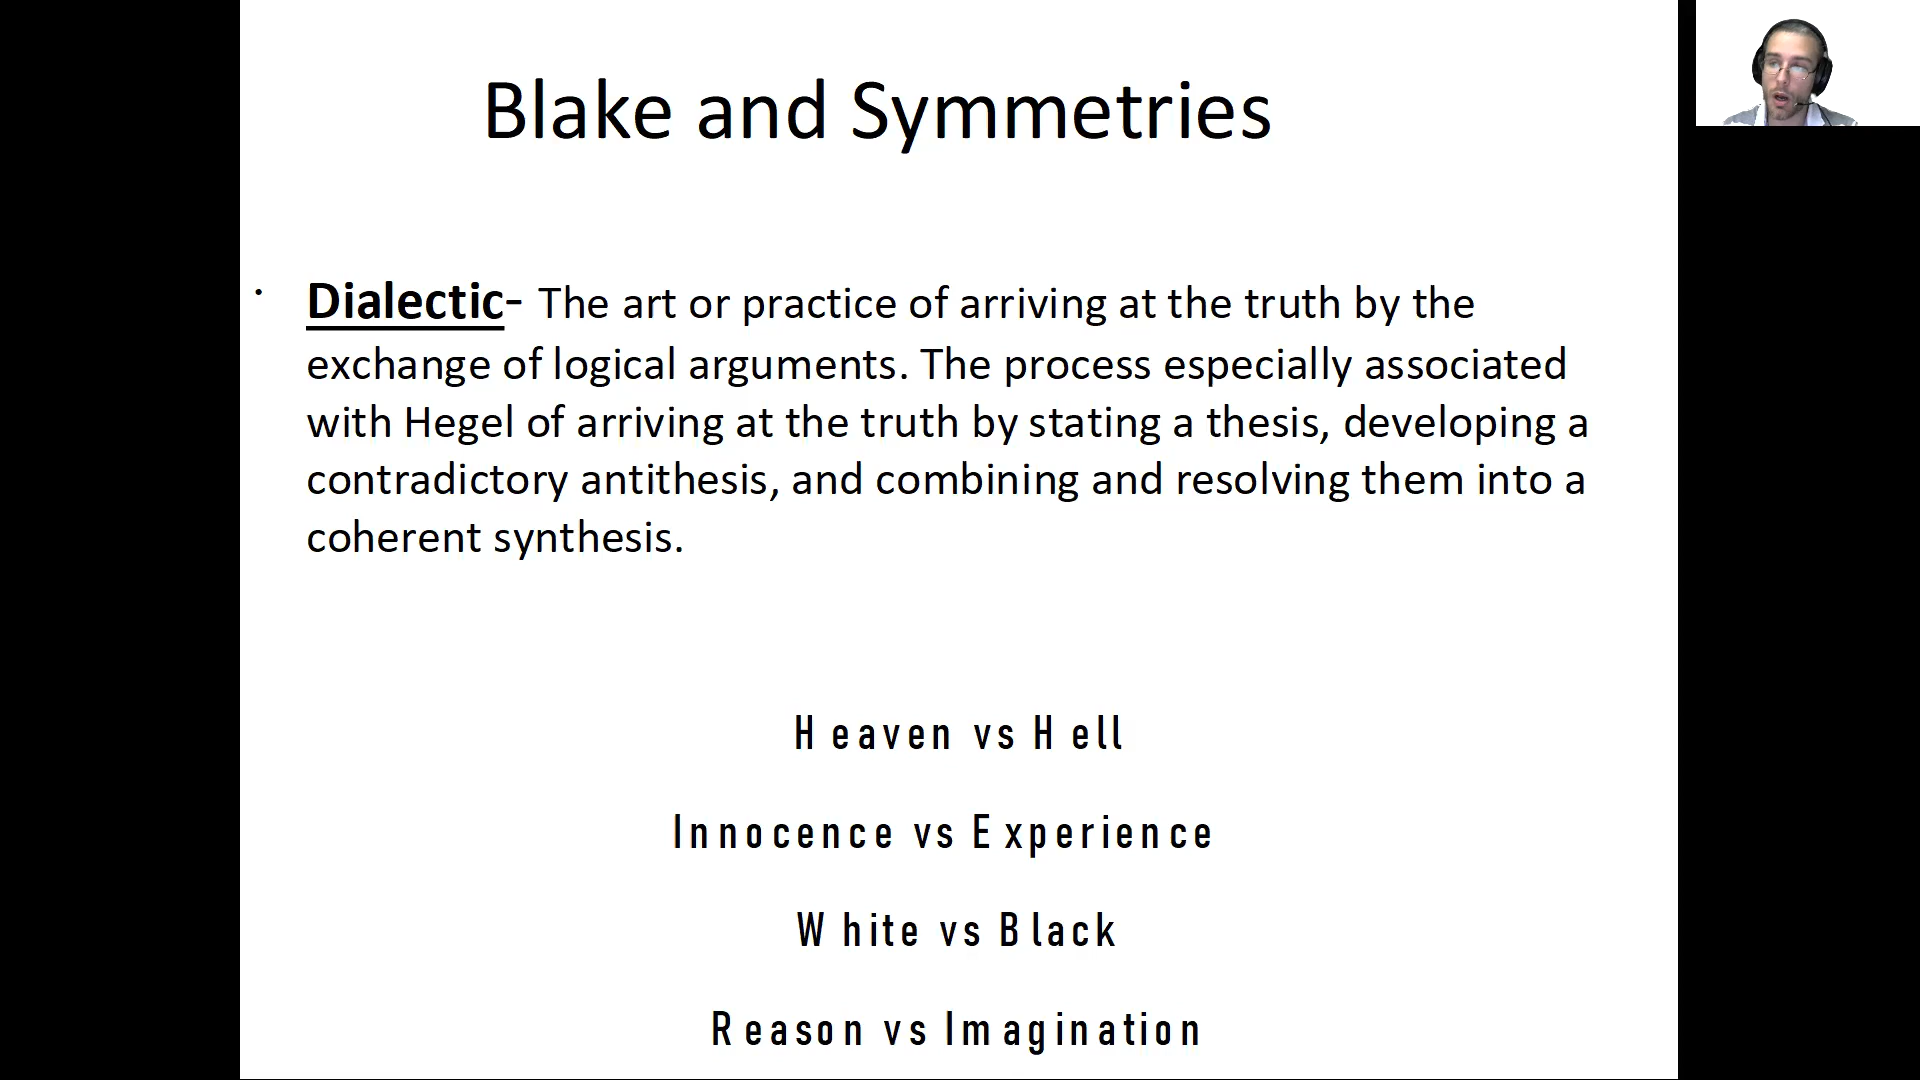 Blake and Symmetries
• Dialectic- The art or practice of arriving at the truth by the
exchange of logical arguments. The process especially associated
with Hegel of arriving at the truth by stating a thesis, developing a
contradictory antithesis, and combining and resolving them into a
coherent synthesis.
Heaven vs Hell
Innocence vs Experience
White vs Black
Reason vs Imagination